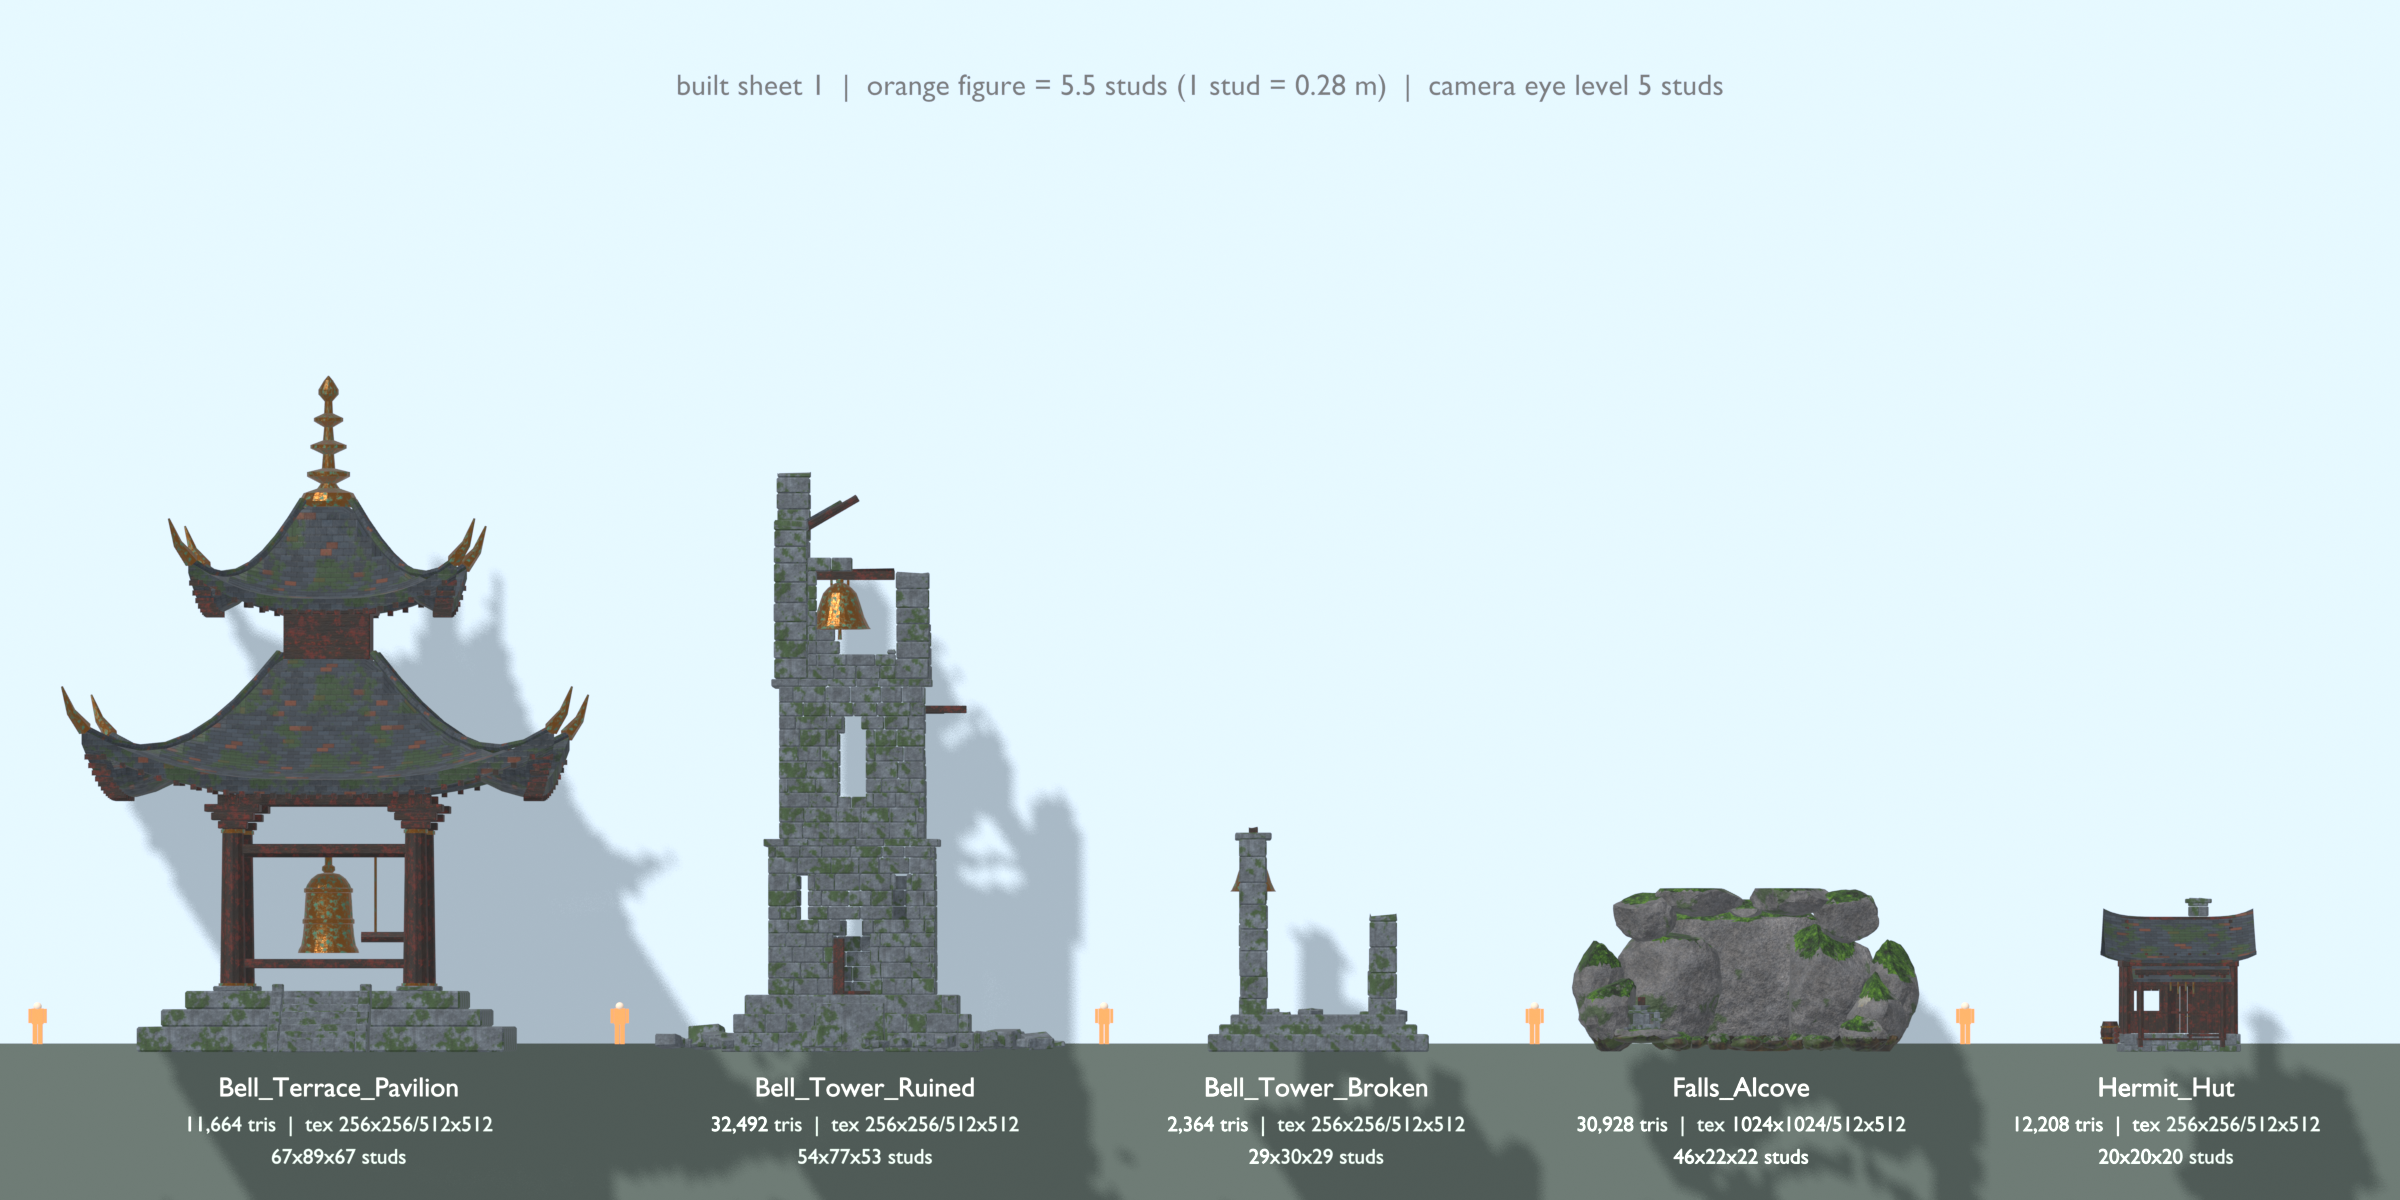 built sheet 1 | orange figure = 5.5 studs (1 stud = 0.28 m) | camera eye level 5 studs
Bell_Terrace_Pavilion
11,664 tris | tex 256x256/512x512
67x89x67 studs
Bell_Tower_Ruined
32,492 tris | tex 256x256/512x512
54x77x53 studs
Bell_Tower_Broken
2,364 tris | tex 256x256/512x512
29x30x29 studs
Falls_Alcove
30,928 tris | tex 1024x1024/512x512
46x22x22 studs
Hermit_Hut
12,208 tris | tex 256x256/512x512
20x20x20 studs